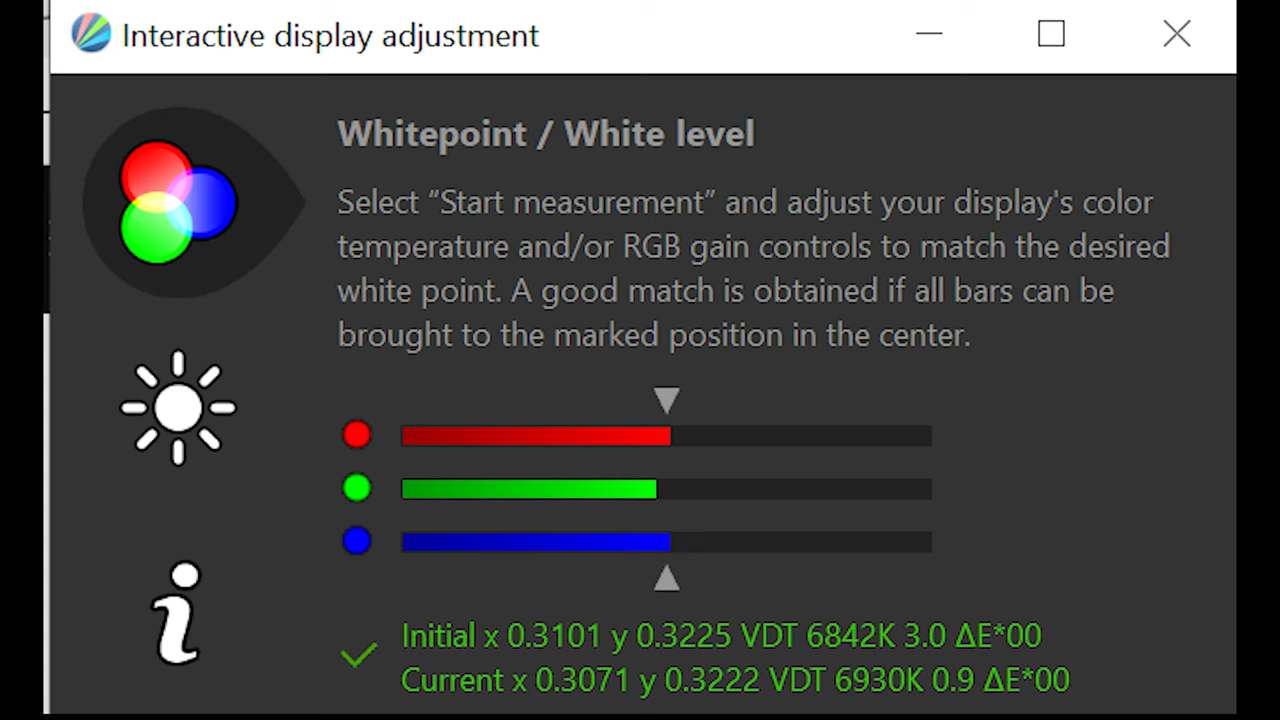 Interactive display adjustment
Whitepoint / White level
Select “Start measurement” and adjust your display's color
temperature and/or RGB gain controls to match the desired
white point. A good match is obtained if all bars can be
brought to the marked position in the center.
Initial x 0.3101 y 0.3225 VDT 6842K 3.0 ΔE*00
Current x 0.3071 y 0.3222 VDT 6930K 0.9 ΔE*00